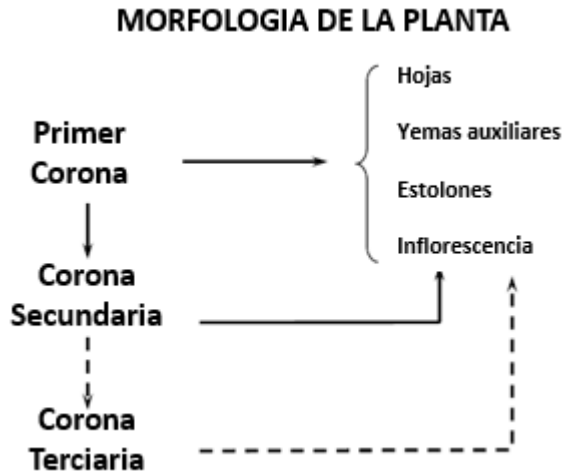 MORFOLOGIA DE LA PLANTA
Primer
Corona
Hojas
Yemas auxiliares
Estolones
Inflorescencia
Corona
Secundaria
Corona
Terciaria